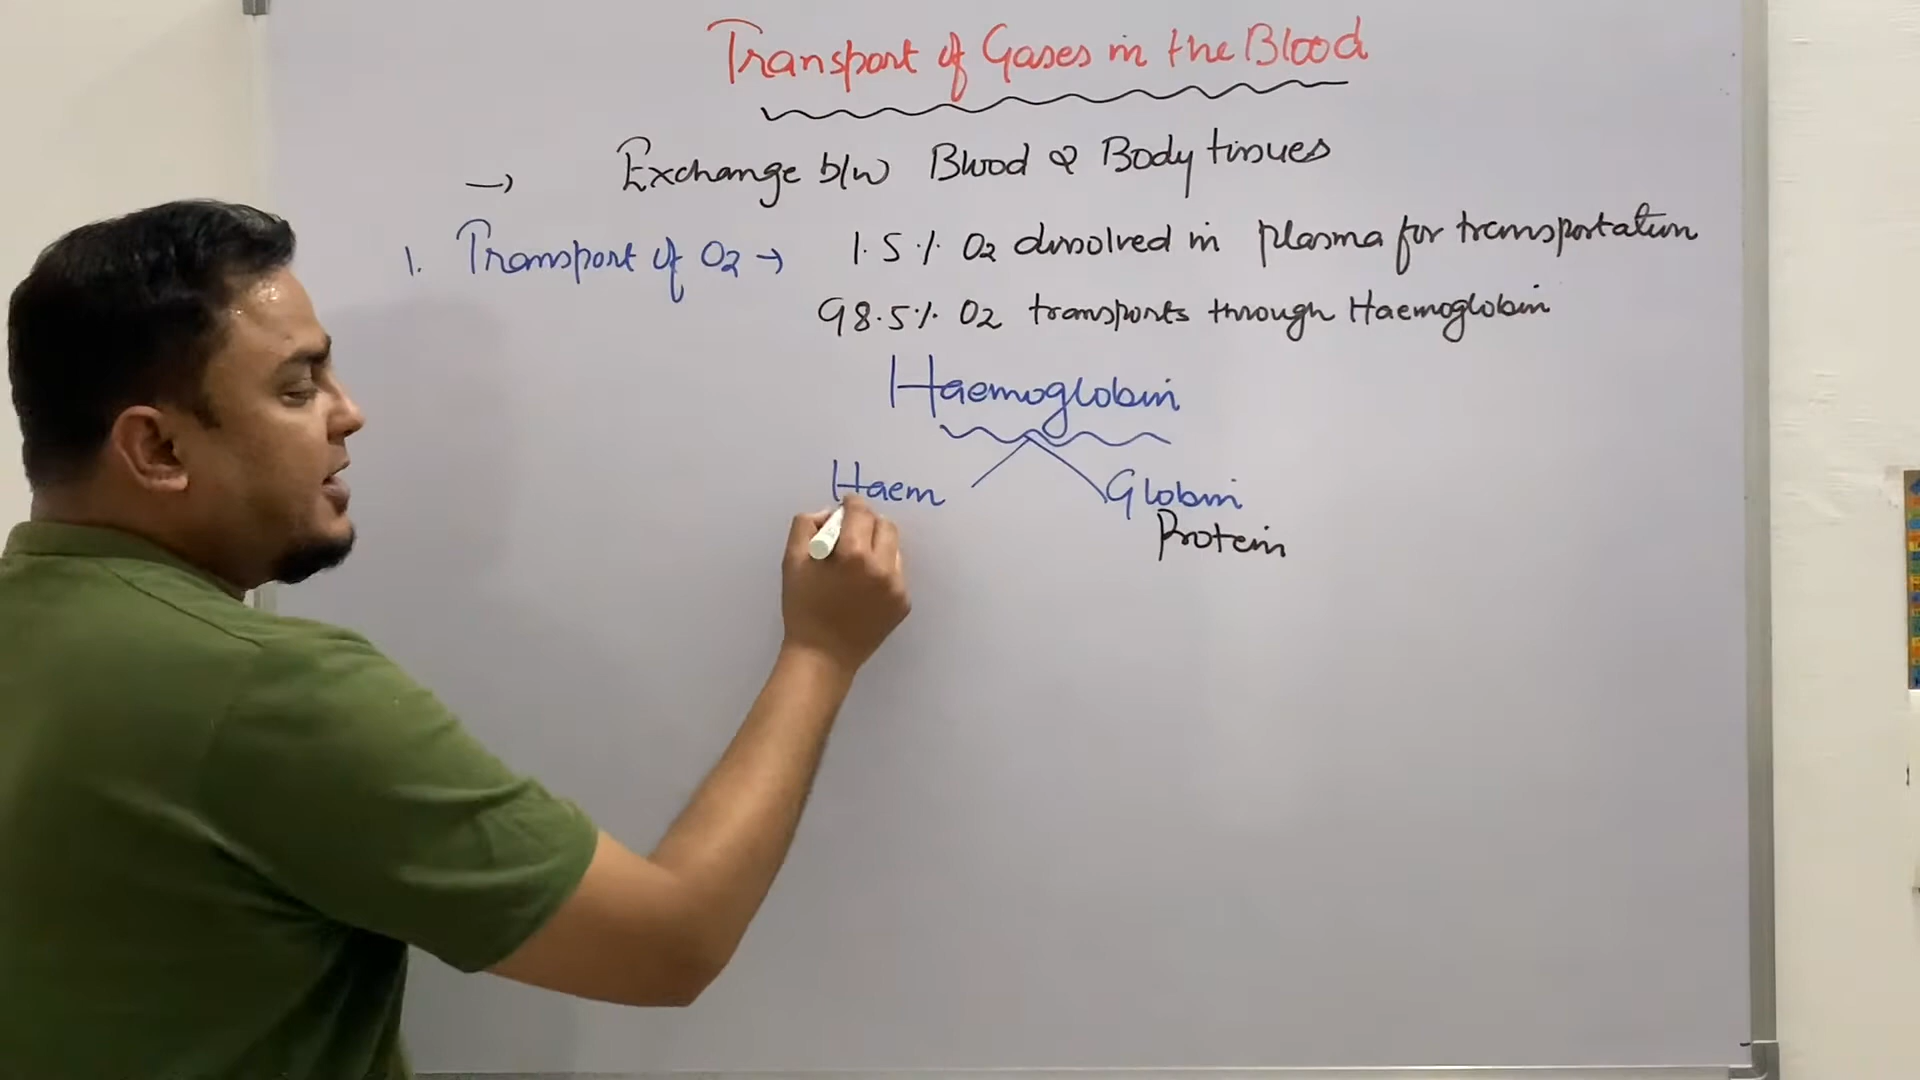 Transport of Gases in the Blood
→ Exchange b/w Blood & Body tissues
1. Transport of O2 → 1.5% O2 dissolved in plasma for transportation
98.5% O2 transports through Haemoglobin
Haemoglobin
Haem Globin
Protein